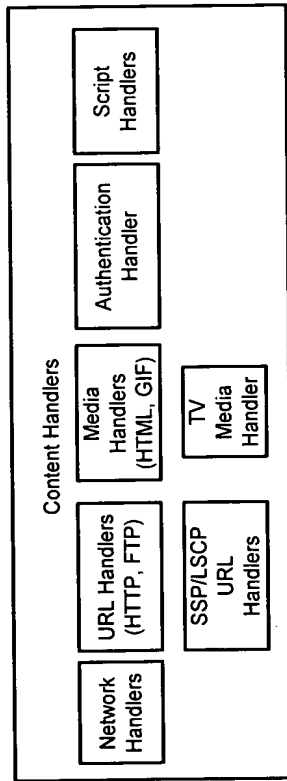 Content Handlers
Network
Handlers
URL Handlers
(HTTP, FTP)
Media
Handlers
(HTML, GIF)
Authentication
Handler
Script
Handlers
SSP/LSCP
URL
Handlers
TV
Media
Handler